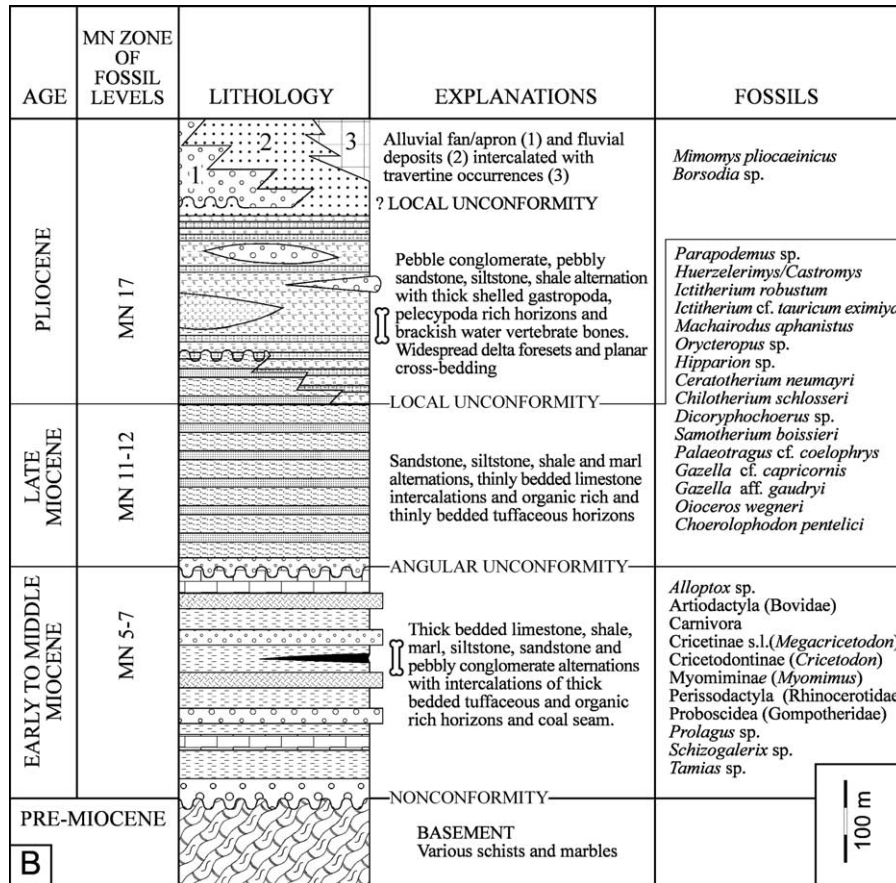 AGE
MN ZONE
OF
FOSSIL
LEVELS
LITHOLOGY
EXPLANATIONS
FOSSILS
PLIOCENE
MN 17
1
2
3
Alluvial fan/apron (1) and fluvial
deposits (2) intercalated with
travertine occurrences (3)
? LOCAL UNCONFORMITY
Pebble conglomerate, pebbly
sandstone, siltstone, shale alternation
with thick shelled gastropoda,
pelecypoda rich horizons and
brackish water vertebrate bones.
Widespread delta foresets and planar
cross-bedding
LOCAL UNCONFORMITY
Mimomys pliocaeinicus
Borsodia sp.
Parapodemus sp.
Huerzelerimys/Castromys
Ictitherium robustum
Ictitherium cf. tauricum eximiya
Machairodus aphanistus
Orycteropus sp.
Hipparion sp.
Ceratotherium neumayri
Chilotherium schlosseri
Dicoryphochoerus sp.
Samotherium boissieri
Palaeotragus cf. coelophrys
Gazella cf. capricornis
Gazella aff. gaudryi
Oioceros wegneri
Choerolophodon pentelici
LATE
MIOCENE
MN 11-12
Sandstone, siltstone, shale and marl
alternations, thinly bedded limestone
intercalations and organic rich and
thinly bedded tuffaceous horizons
ANGULAR UNCONFORMITY
EARLY TO MIDDLE
MIOCENE
MN 5-7
Thick bedded limestone, shale,
marl, siltstone, sandstone and
pebbly conglomerate alternations
with intercalations of thick
bedded tuffaceous and organic
rich horizons and coal seam.
NONCONFORMITY
Alloptox sp.
Artiodactyla (Bovidae)
Carnivora
Cricetinae s.l.(Megacricetodon)
Cricetodontinae (Cricetodon)
Myomiminae (Myomimus)
Perissodactyla (Rhinocerotidae
Proboscidea (Gompotheridae)
Prolagus sp.
Schizogalerix sp.
Tamias sp.
PRE-MIOCENE
BASEMENT
Various schists and marbles
100 m
B